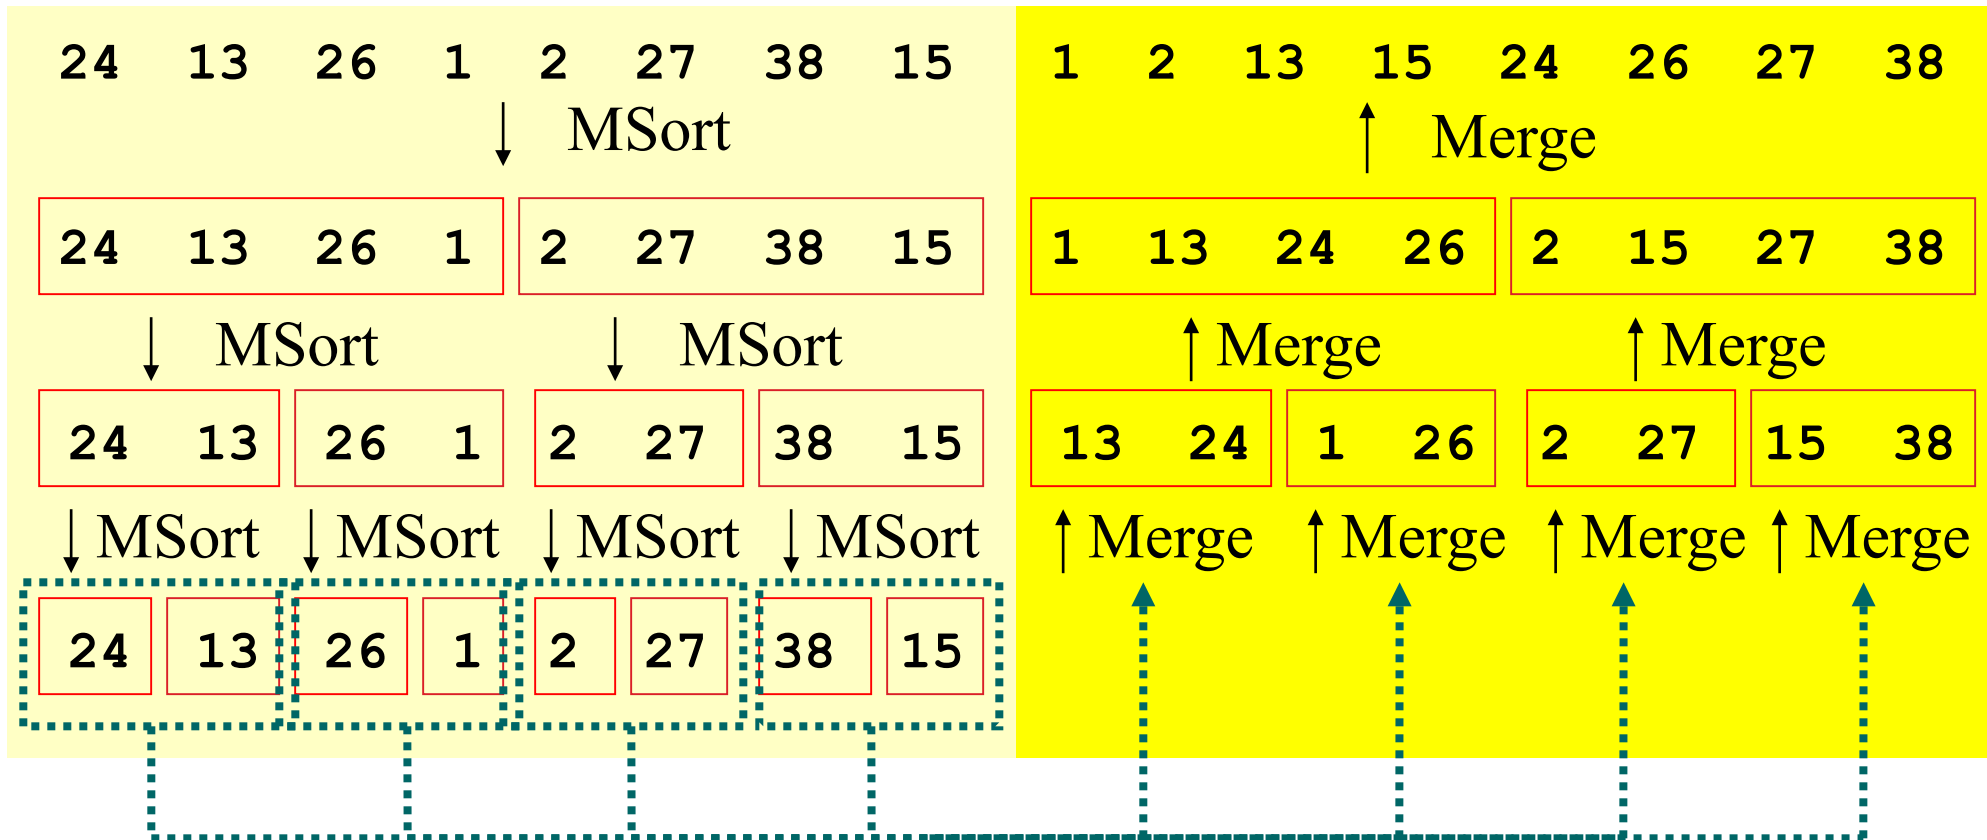 24 13 26 1 2 27 38 15
MSort
24 13 26 1 2 27 38 15
MSort MSort
24 13 26 1 2 27 38 15
MSort MSort MSort MSort
24 13 26 1 2 27 38 15
1 2 13 15 24 26 27 38
Merge
1 13 24 26 2 15 27 38
Merge Merge
13 24 1 26 2 27 15 38
Merge Merge Merge Merge